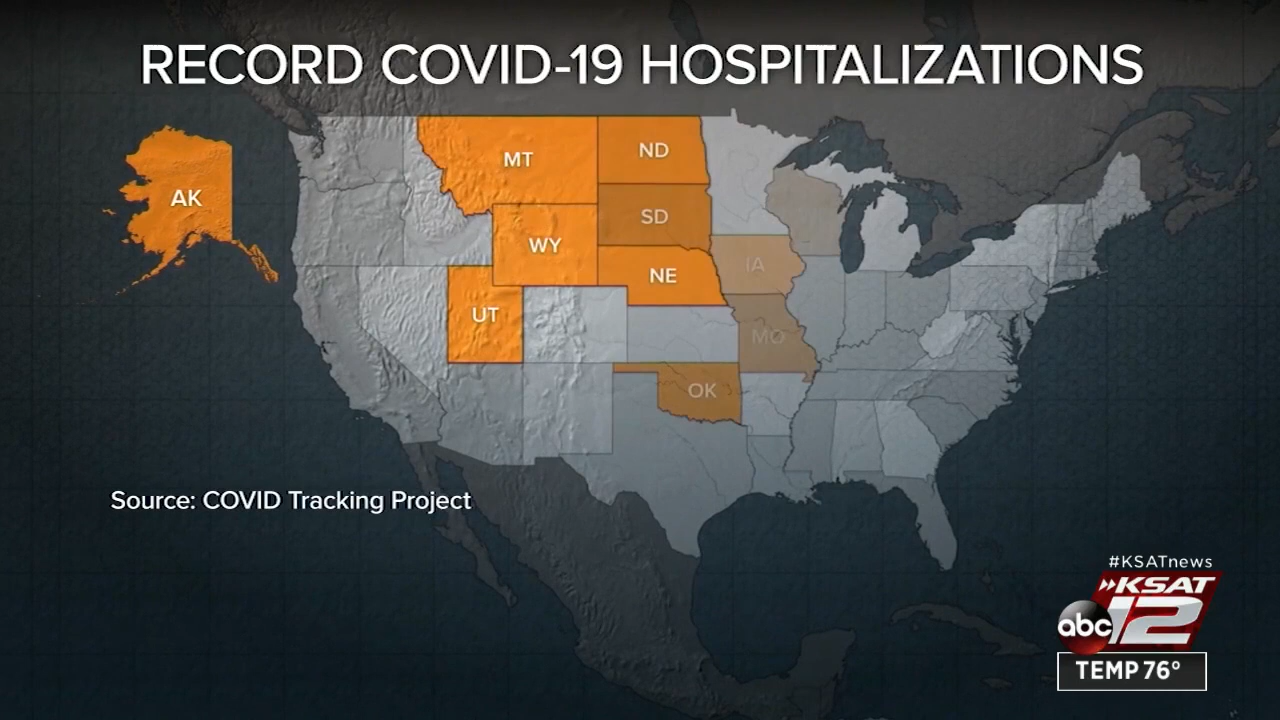 RECORD COVID-19 HOSPITALIZATIONS
AK
MT
ND
SD
WY
NE
IA
UT
MO
OK
Source: COVID Tracking Project
#KSATnews
KSAT
abc 12
TEMP 76°